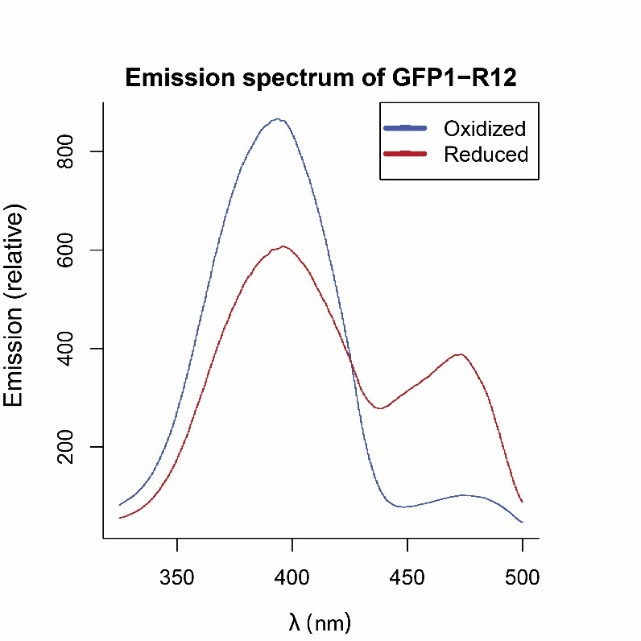 Emission spectrum of GFP1−R12
Oxidized
Reduced
Emission (relative)
800
600
400
200
350 400 450 500
λ (nm)